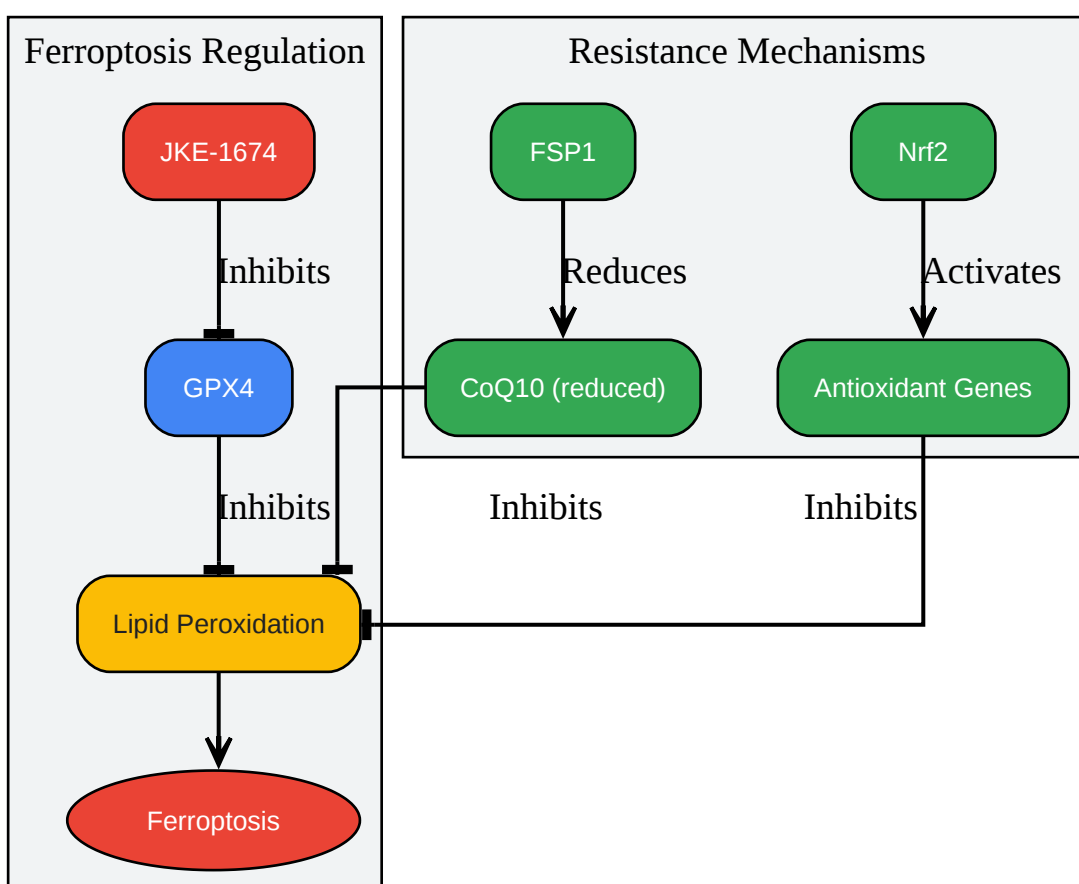 Ferroptosis Regulation
Resistance Mechanisms
JKE-1674
FSP1
Nrf2
Inhibits
Reduces
Activates
GPX4
CoQ10 (reduced)
Antioxidant Genes
Inhibits
Inhibits
Inhibits
Lipid Peroxidation
Ferroptosis